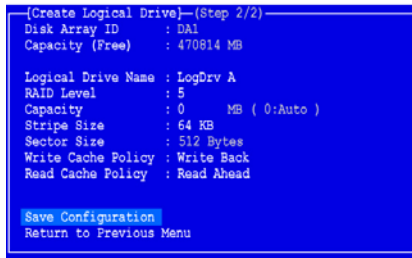 [Create Logical Drive]—(Step 2/2)
Disk Array ID : DA1
Capacity (Free) : 470814 MB
Logical Drive Name : LogDrv A
RAID Level : 5
Capacity : 0 MB ( 0:Auto )
Stripe Size : 64 KB
Sector Size : 512 Bytes
Write Cache Policy : Write Back
Read Cache Policy : Read Ahead
Save Configuration
Return to Previous Menu